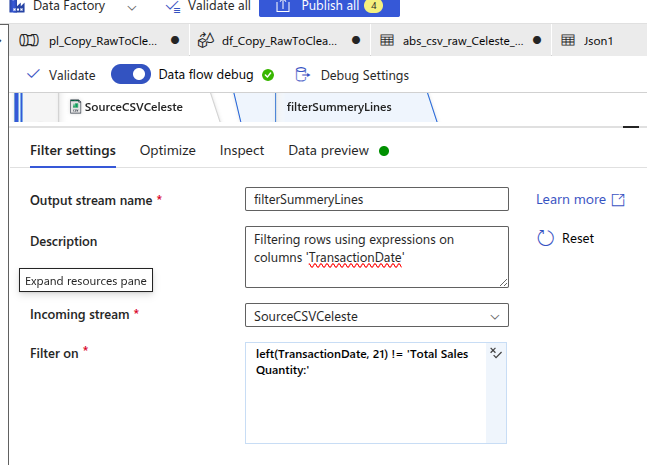 Data Factory
Validate all
Publish all 4
pl_Copy_RawToCle...
df_Copy_RawToClea...
abs_csv_raw_Celeste_...
Json1
Validate
Data flow debug
Debug Settings
SourceCSVCeleste
filterSummeryLines
Filter settings
Optimize
Inspect
Data preview
Output stream name *
filterSummeryLines
Learn more
Description
Filtering rows using expressions on
columns 'TransactionDate'
Reset
Expand resources pane
Incoming stream *
SourceCSVCeleste
Filter on *
left(TransactionDate, 21) != 'Total Sales
Quantity:'